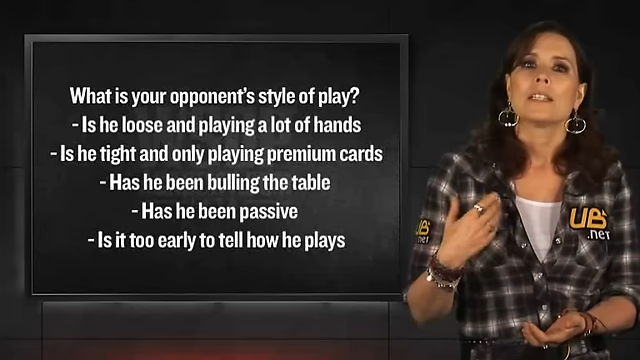 What is your opponent's style of play?
- Is he loose and playing a lot of hands
- Is he tight and only playing premium cards
- Has he been bulling the table
- Has he been passive
- Is it too early to tell how he plays
UB
.net
UB
.net